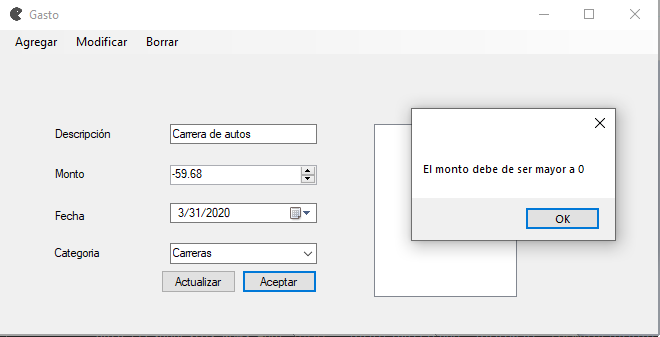 Gasto
Agregar Modificar Borrar
Descripción Carrera de autos
Monto -59.68
Fecha 3/31/2020
Categoria Carreras
Actualizar Aceptar
El monto debe de ser mayor a 0
OK